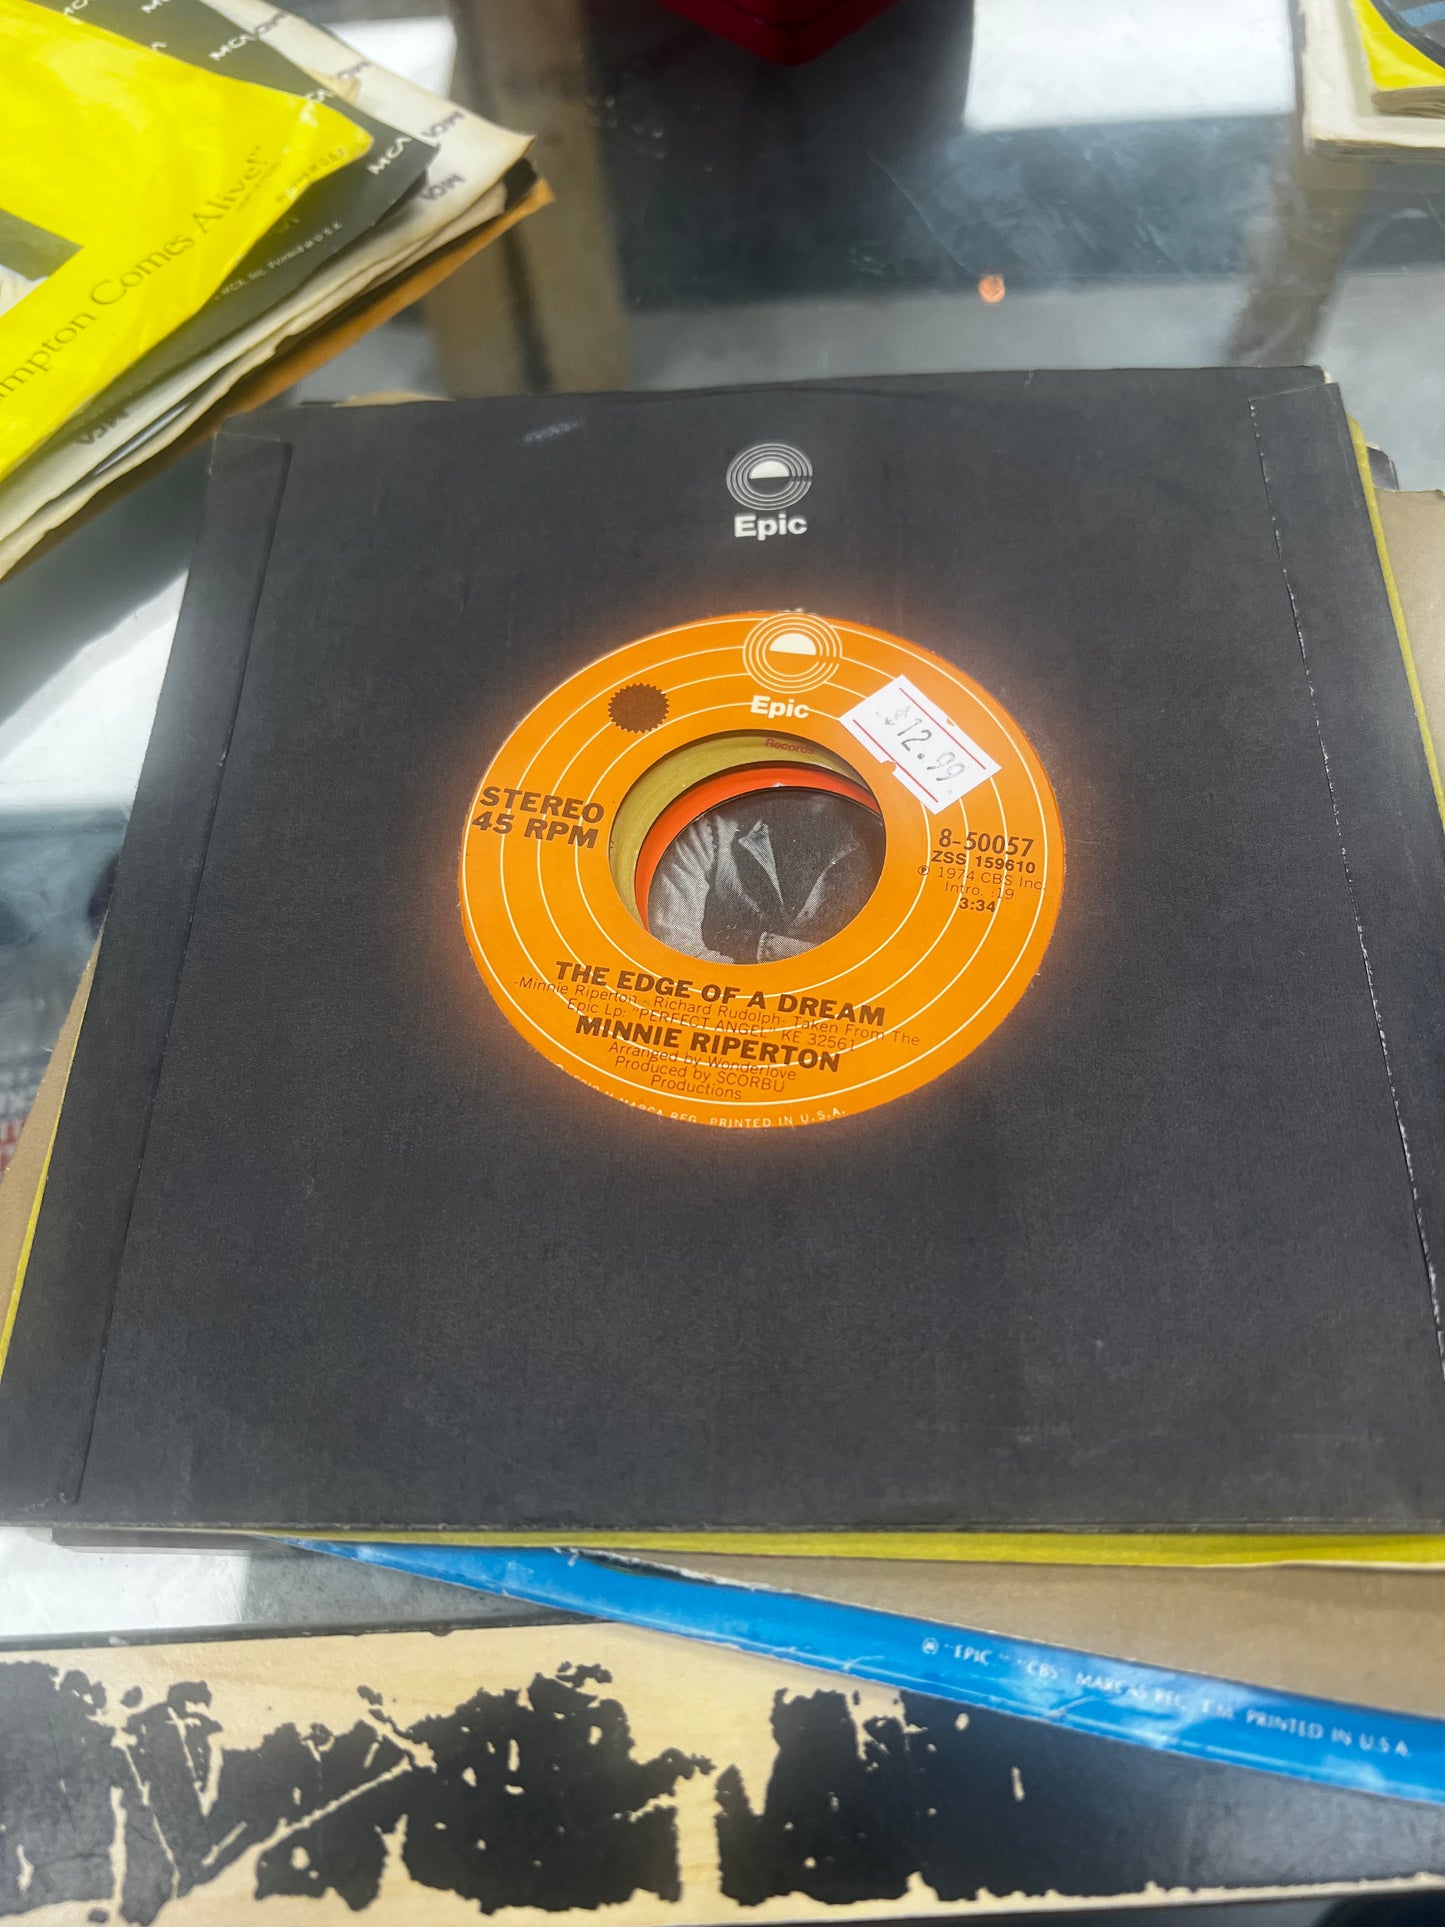 Comes Alive!"
MCA
MCA
MCA
MCA
Epic
Epic
$12.99
Records
STEREO
45 RPM
8-50057
ZSS 159610
℗ 1974 CBS Inc.
Intro. :19
3:34
THE EDGE OF A DREAM
-Minnie Riperton - Richard Rudolph- Taken From The
Epic Lp: "PERFECT ANGEL" KE 32561
MINNIE RIPERTON
Arranged by Wonderlove
Produced by SCORBU
Productions
MARCA REG. PRINTED IN U.S.A.
® "EPIC" "CBS" MARCAS REG. T.M. PRINTED IN U.S.A.